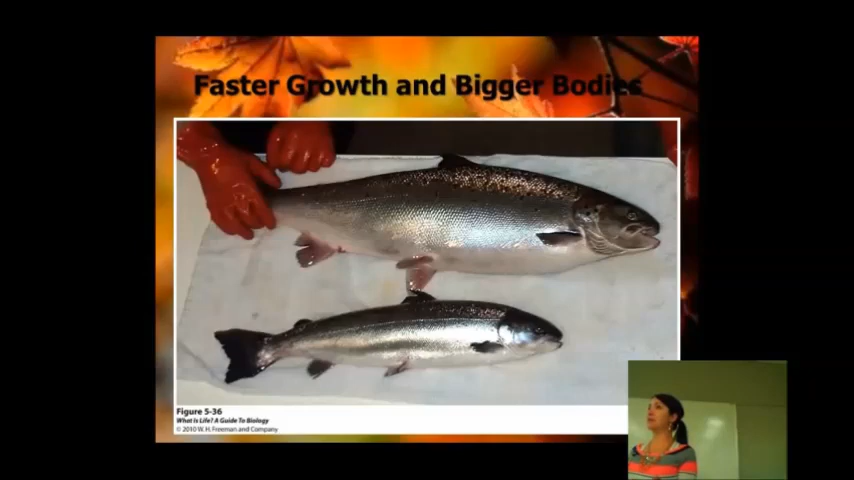 Faster Growth and Bigger Bodies
Figure 5-36
What Is Life? A Guide To Biology
© 2010 W. H. Freeman and Company